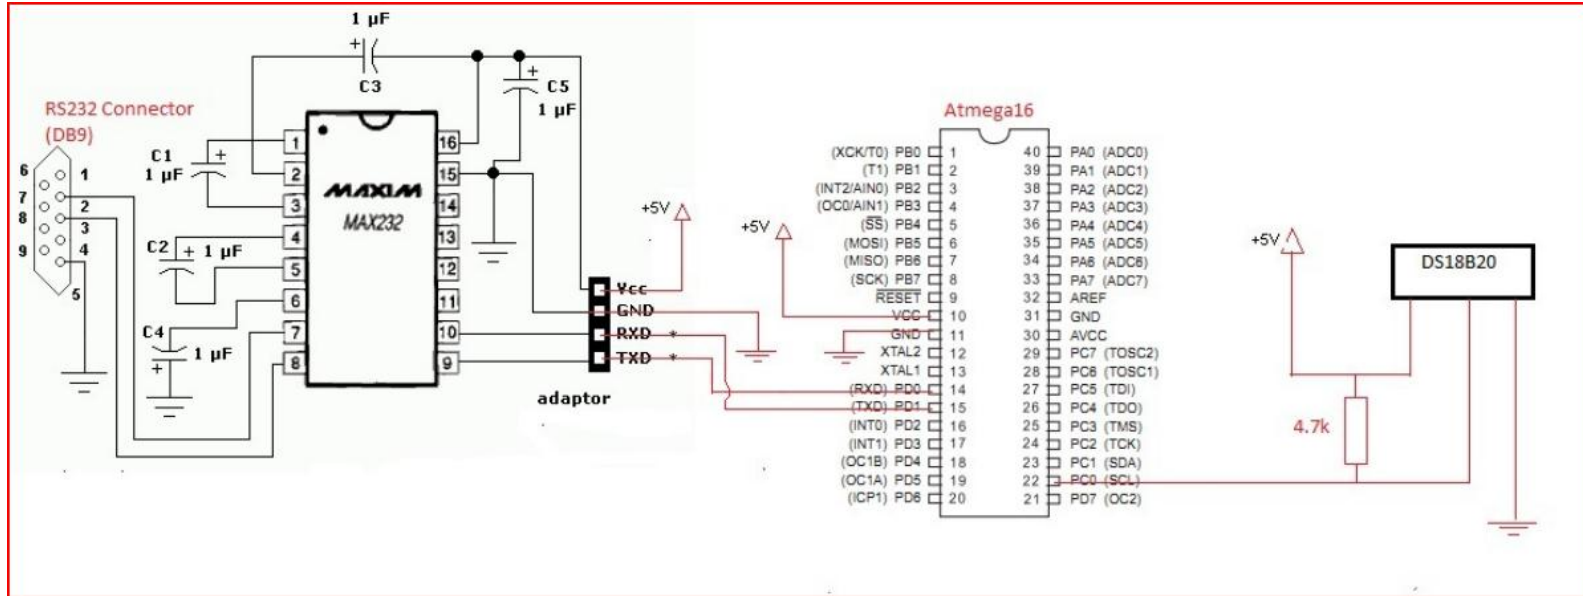 1 µF
+
C3
+
C5
1 µF
RS232 Connector
(DB9)
C1
+
1 µF
C2
+
1 µF
C4
1 µF
+
6
7
8
9
1
2
3
4
5
MAXIM
MAX232
1
2
3
4
5
6
7
8
16
15
14
13
12
11
10
9
+5V
Vcc
GND
RXD *
TXD *
adaptor
+5V
Atmega16
(XCK/T0) PB0 1
(T1) PB1 2
(INT2/AIN0) PB2 3
(OC0/AIN1) PB3 4
(SS) PB4 5
(MOSI) PB5 6
(MISO) PB6 7
(SCK) PB7 8
RESET 9
VCC 10
GND 11
XTAL2 12
XTAL1 13
(RXD) PD0 14
(TXD) PD1 15
(INT0) PD2 16
(INT1) PD3 17
(OC1B) PD4 18
(OC1A) PD5 19
(ICP1) PD6 20
40 PA0 (ADC0)
39 PA1 (ADC1)
38 PA2 (ADC2)
37 PA3 (ADC3)
36 PA4 (ADC4)
35 PA5 (ADC5)
34 PA6 (ADC6)
33 PA7 (ADC7)
32 AREF
31 GND
30 AVCC
29 PC7 (TOSC2)
28 PC6 (TOSC1)
27 PC5 (TDI)
26 PC4 (TDO)
25 PC3 (TMS)
24 PC2 (TCK)
23 PC1 (SDA)
22 PC0 (SCL)
21 PD7 (OC2)
+5V
DS18B20
4.7k